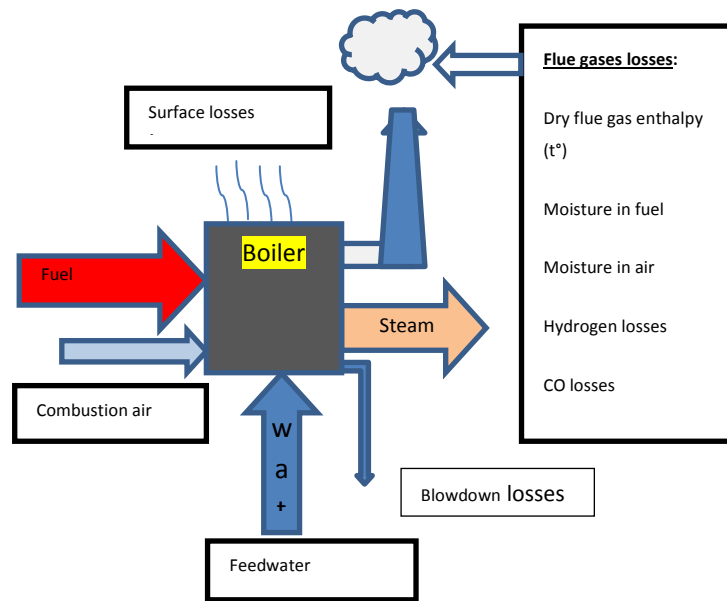 Flue gases losses:
Dry flue gas enthalpy
(t°)
Moisture in fuel
Moisture in air
Hydrogen losses
CO losses
Surface losses
Boiler
Fuel
Steam
Combustion air
w
a
Blowdown losses
Feedwater